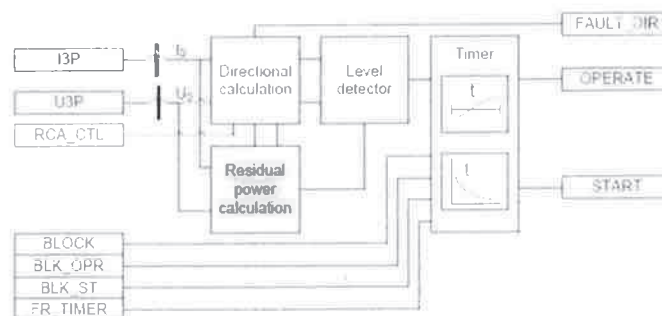 FAULT_DIR
I3P
I₀
Directional
calculation
Level
detector
Timer
t
OPERATE
U3P
U₀
RCA_CTL
Residual
power
calculation
t
START
BLOCK
BLK_OPR
BLK_ST
FR_TIMER